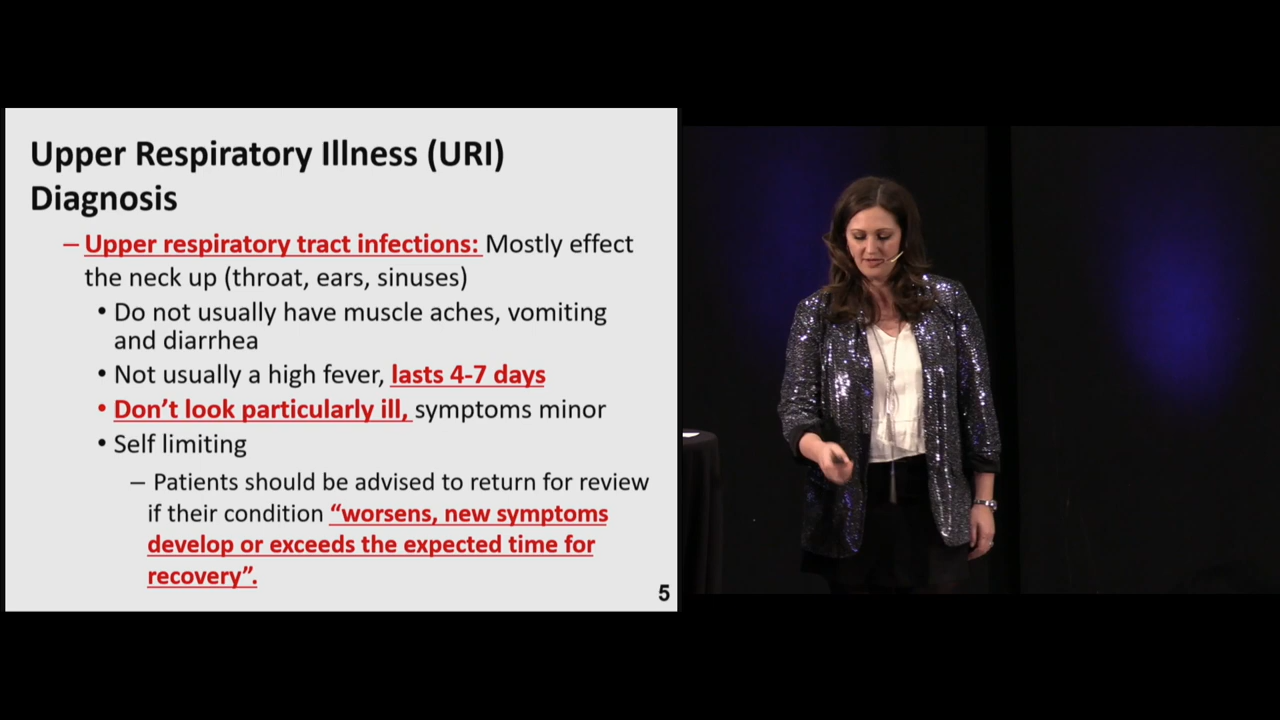 Upper Respiratory Illness (URI)
Diagnosis
– Upper respiratory tract infections: Mostly effect
the neck up (throat, ears, sinuses)
• Do not usually have muscle aches, vomiting
and diarrhea
• Not usually a high fever, lasts 4-7 days
• Don’t look particularly ill, symptoms minor
• Self limiting
– Patients should be advised to return for review
if their condition “worsens, new symptoms
develop or exceeds the expected time for
recovery”.
5